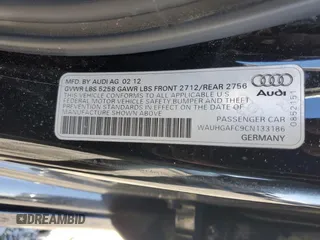 MFD. BY AUDI AG 02 12
GVWR LBS 5258 GAWR LBS FRONT 2712/REAR 2756
THIS VEHICLE CONFORMS TO ALL APPLICABLE U.S.
FEDERAL MOTOR VEHICLE SAFETY, BUMPER AND THEFT
PREVENTION STANDARDS IN EFFECT ON THE DATE OF
MANUFACTURE SHOWN ABOVE.
Audi
0862161
PASSENGER CAR
WAUHGAFC9CN133186
GERMANY
DREAMBID